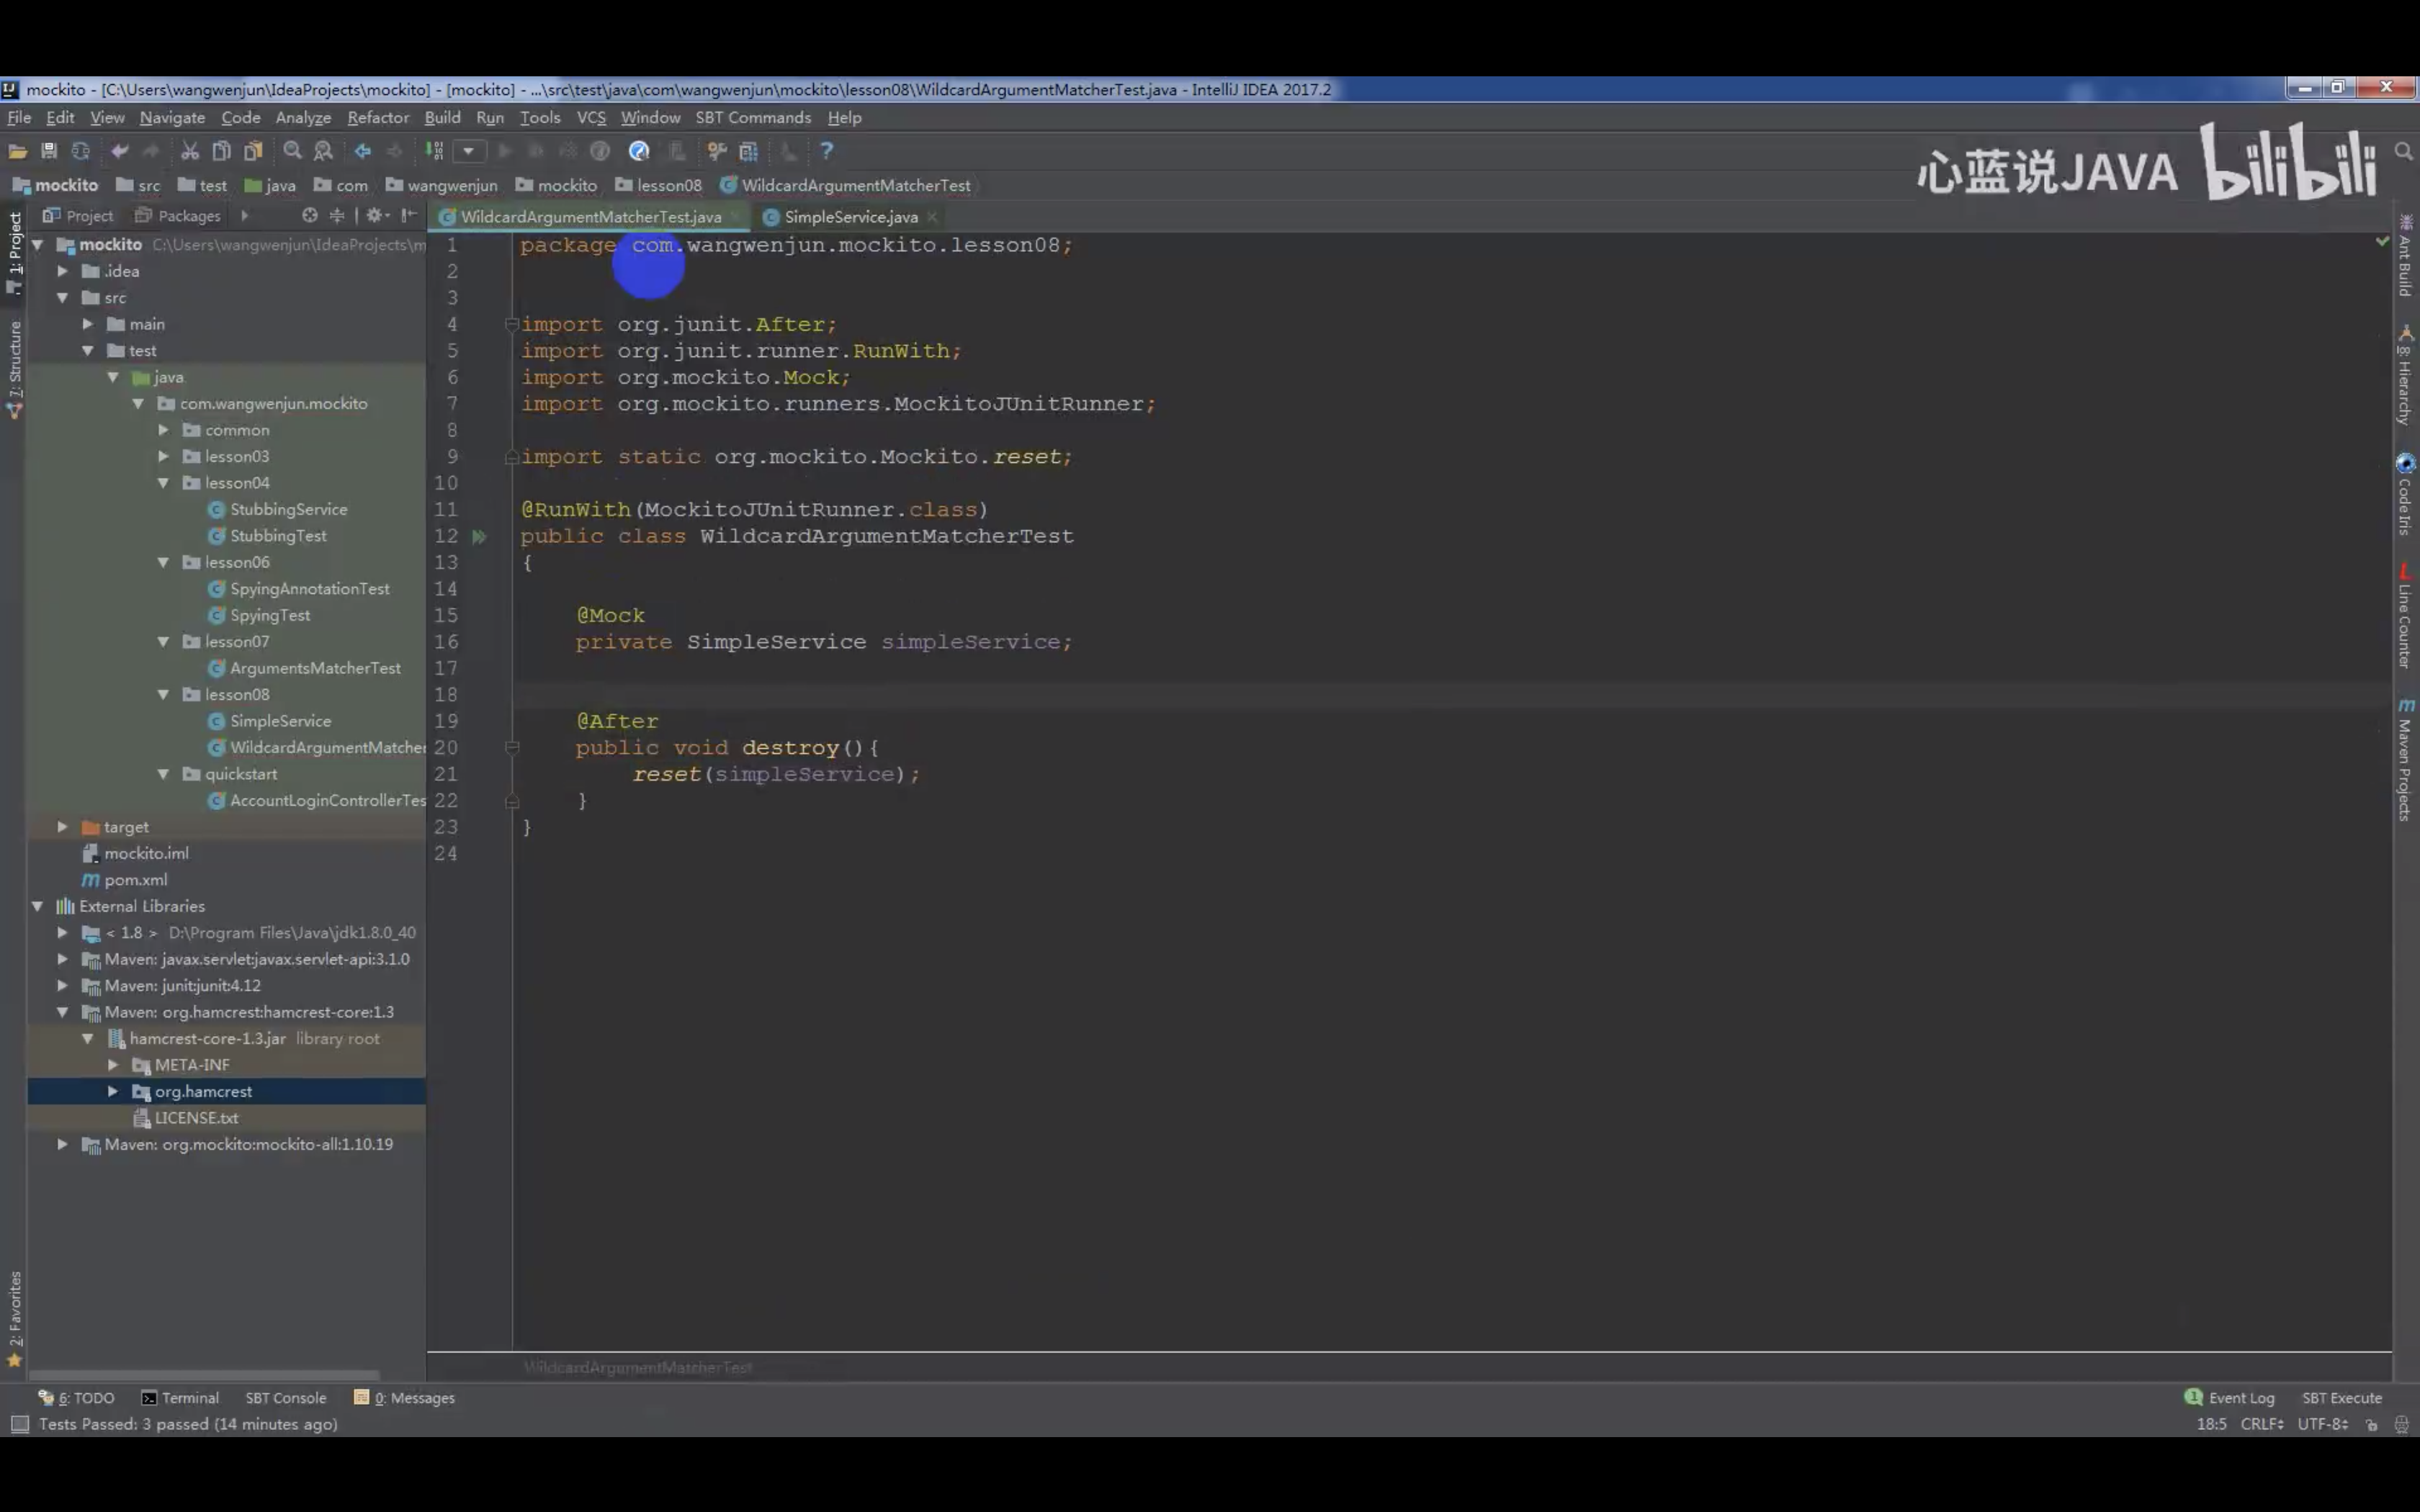 mockito - [C:\Users\wangwenjun\IdeaProjects\mockito] - [mockito] - ...\src\test\java\com\wangwenjun\mockito\lesson08\WildcardArgumentMatcherTest.java - IntelliJ IDEA 2017.2
File Edit View Navigate Code Analyze Refactor Build Run Tools VCS Window SBT Commands Help
心蓝说JAVA bilibili
mockito src test java com wangwenjun mockito lesson08 WildcardArgumentMatcherTest
Project Packages
WildcardArgumentMatcherTest.java SimpleService.java
1: Project
7: Structure
2: Favorites
mockito C:\Users\wangwenjun\IdeaProjects\m
.idea
src
main
test
java
com.wangwenjun.mockito
common
lesson03
lesson04
StubbingService
StubbingTest
lesson06
SpyingAnnotationTest
SpyingTest
lesson07
ArgumentsMatcherTest
lesson08
SimpleService
WildcardArgumentMatcher
quickstart
AccountLoginControllerTes
target
mockito.iml
pom.xml
External Libraries
< 1.8 > D:\Program Files\Java\jdk1.8.0_40
Maven: javax.servlet:javax.servlet-api:3.1.0
Maven: junit:junit:4.12
Maven: org.hamcrest:hamcrest-core:1.3
hamcrest-core-1.3.jar library root
META-INF
org.hamcrest
LICENSE.txt
Maven: org.mockito:mockito-all:1.10.19
1 package com.wangwenjun.mockito.lesson08;
2
3
4 import org.junit.After;
5 import org.junit.runner.RunWith;
6 import org.mockito.Mock;
7 import org.mockito.runners.MockitoJUnitRunner;
8
9 import static org.mockito.Mockito.reset;
10
11 @RunWith(MockitoJUnitRunner.class)
12 public class WildcardArgumentMatcherTest
13 {
14
15 @Mock
16 private SimpleService simpleService;
17
18
19 @After
20 public void destroy(){
21 reset(simpleService);
22 }
23 }
24
WildcardArgumentMatcherTest
Ant Build
8: Hierarchy
Code Iris
Line Counter
Maven Projects
6: TODO Terminal SBT Console 0: Messages
1 Event Log SBT Execute
Tests Passed: 3 passed (14 minutes ago)
18:5 CRLF UTF-8